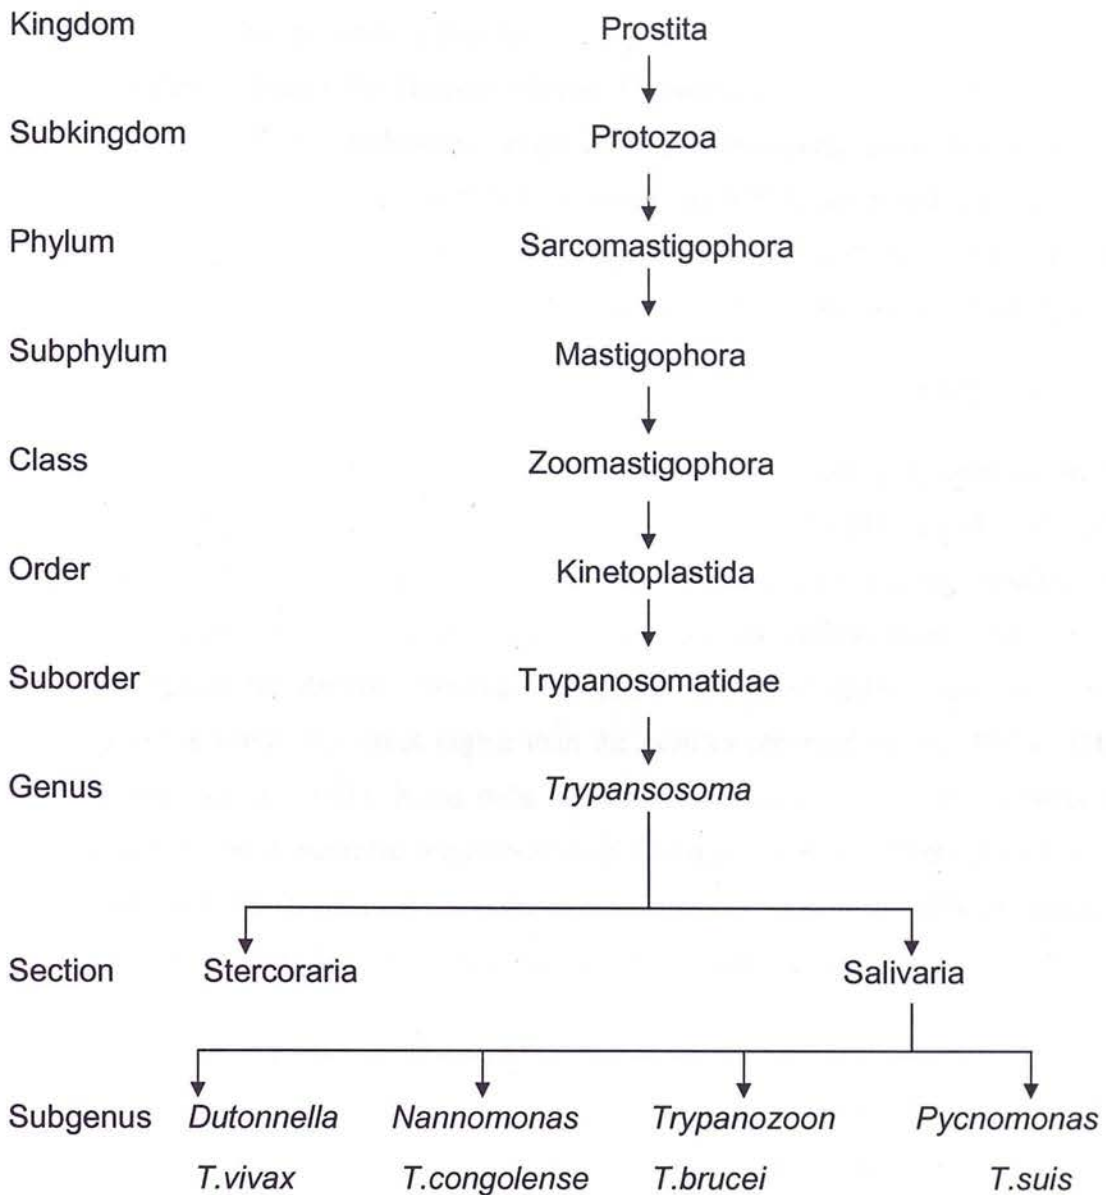 Kingdom Prostita
Subkingdom Protozoa
Phylum Sarcomastigophora
Subphylum Mastigophora
Class Zoomastigophora
Order Kinetoplastida
Suborder Trypanosomatidae
Genus Trypansosoma
Section Stercoraria Salivaria
Subgenus Dutonnella Nannomonas Trypanozoon Pycnomonas
T.vivax T.congolense T.brucei T.suis